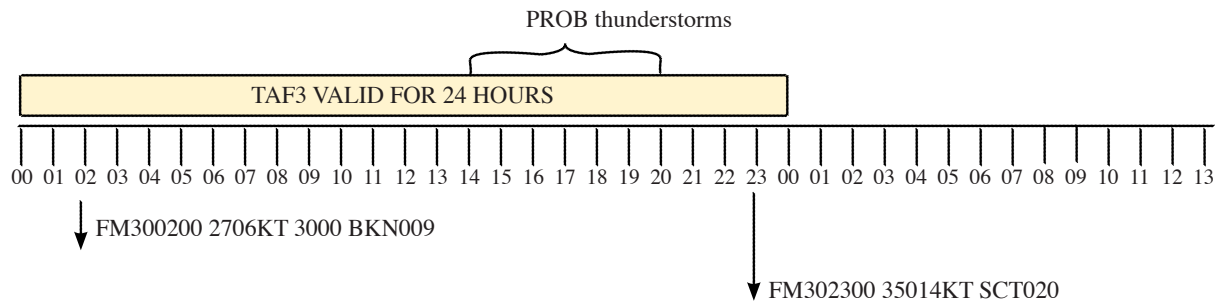 PROB thunderstorms
TAF3 VALID FOR 24 HOURS
00 01 02 03 04 05 06 07 08 09 10 11 12 13 14 15 16 17 18 19 20 21 22 23 00 01 02 03 04 05 06 07 08 09 10 11 12 13
FM300200 2706KT 3000 BKN009
FM302300 35014KT SCT020